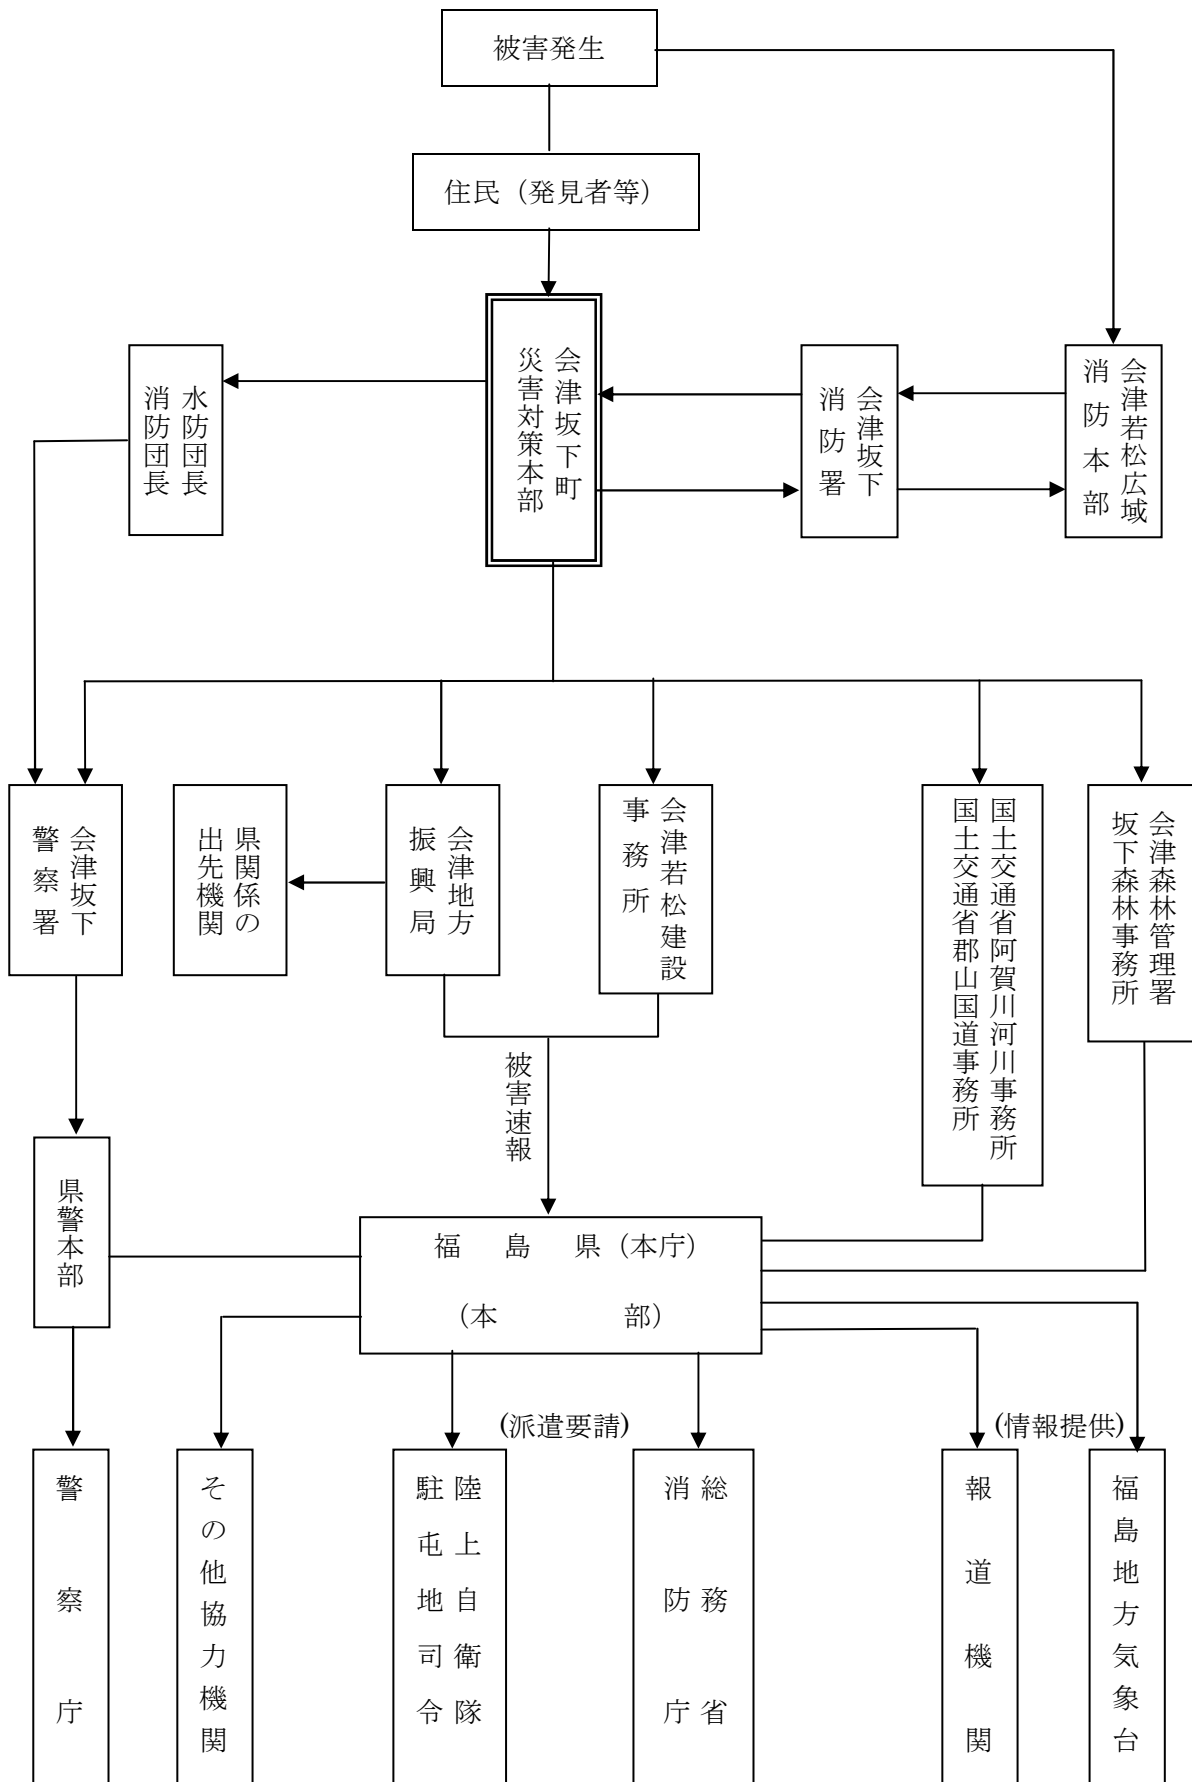 被害発生
住民（発見者等）
会津坂下町
災害対策本部
水防団長
消防団長
会津坂下
消防署
会津若松広域
消防本部
会津坂下
警察署
県関係の
出先機関
会津地方
振興局
会津若松建設
事務所
国土交通省阿賀川河川事務所
国土交通省郡山国道事務所
会津森林管理署
坂下森林事務所
被害速報
県警本部
福島県（本庁）
（本部）
(派遣要請)
(情報提供)
警察庁
その他協力機関
陸上自衛隊
駐屯地司令
総務省
消防庁
報道機関
福島地方気象台